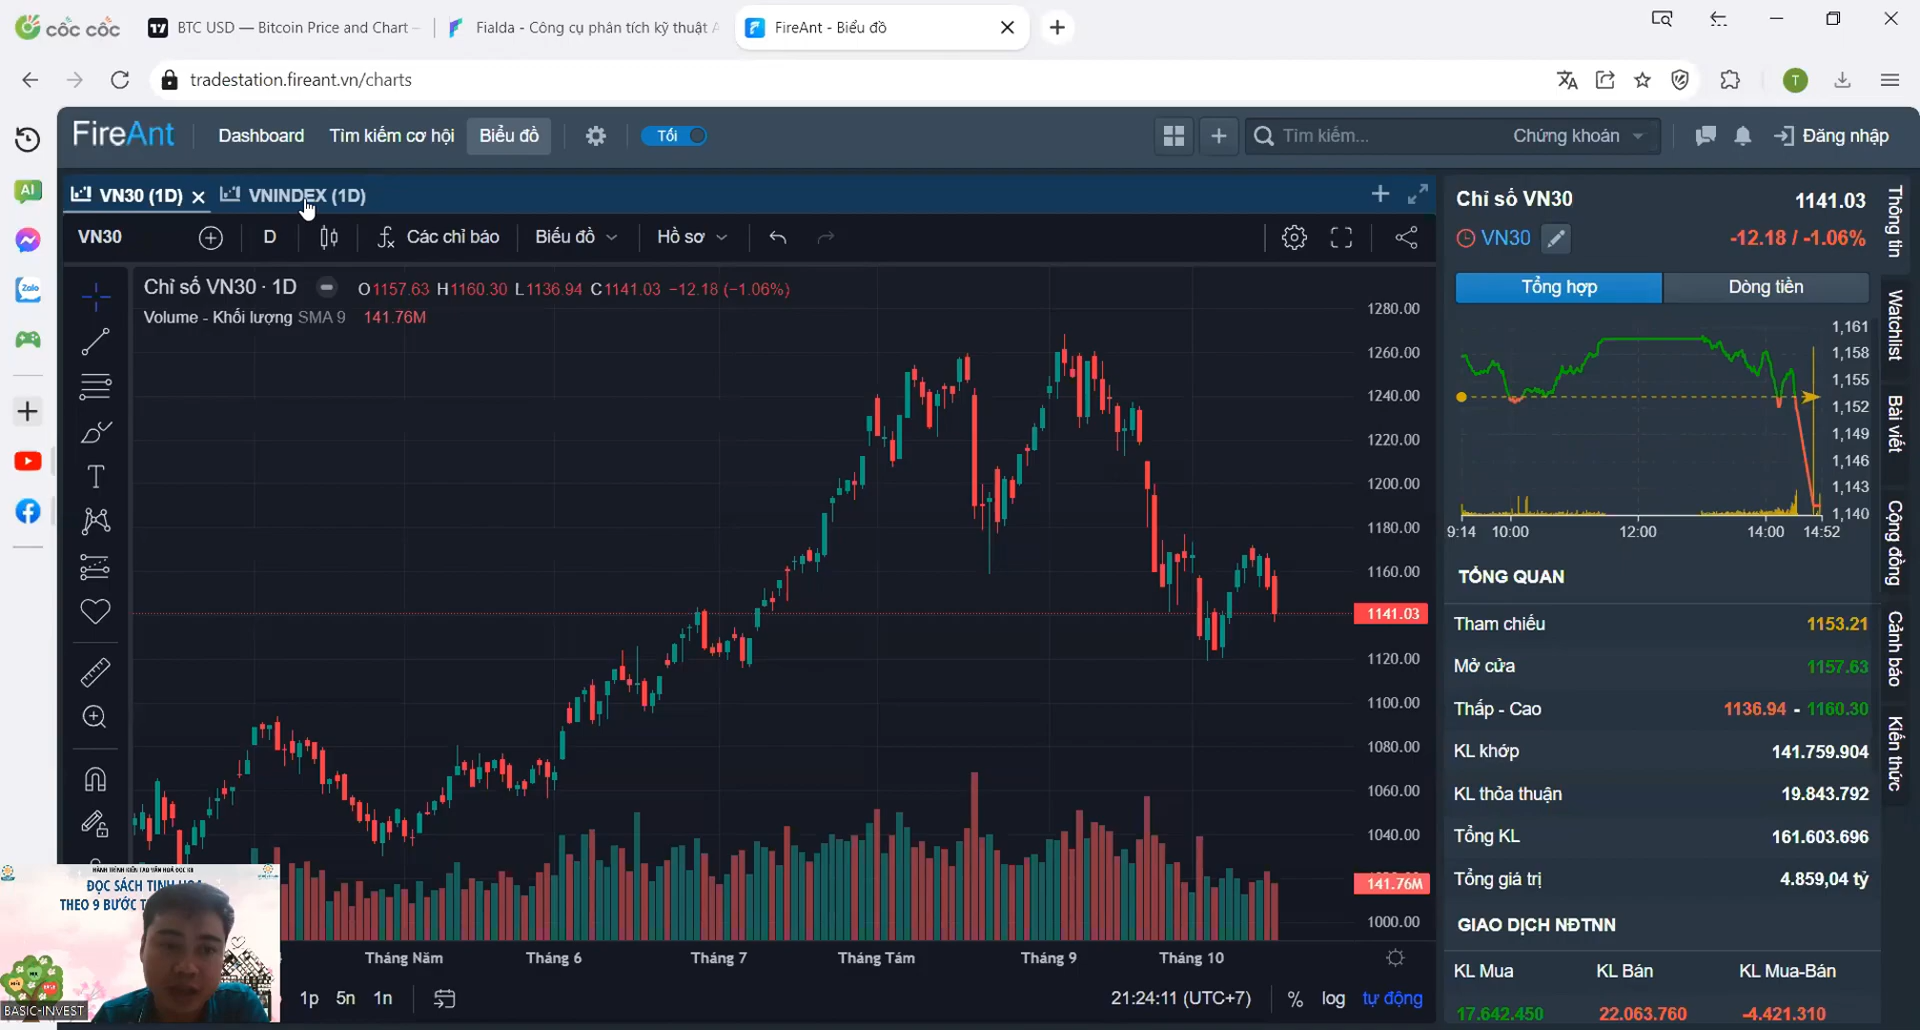 CỐC CỐC
BTC USD — Bitcoin Price and Chart –
Fialda - Công cụ phân tích kỹ thuật
FireAnt - Biểu đồ
tradestation.fireant.vn/charts
T
FireAnt
Dashboard
Tìm kiếm cơ hội
Biểu đồ
Tối
Tìm kiếm...
Chứng khoán
Đăng nhập
AI
Zalo
VN30 (1D)
VNINDEX (1D)
VN30
D
Các chỉ báo
Biểu đồ
Hồ sơ
Chỉ số VN30 · 1D
O1157.63 H1160.30 L1136.94 C1141.03 −12.18 (−1.06%)
Volume - Khối lượng SMA 9 141.76M
1280.00
1260.00
1240.00
1220.00
1200.00
1180.00
1160.00
1141.03
1120.00
1100.00
1080.00
1060.00
1040.00
141.76M
1000.00
Tháng Năm
Tháng 6
Tháng 7
Tháng Tám
Tháng 9
Tháng 10
1p
5n
1n
21:24:11 (UTC+7)
%
log
tự động
Chỉ số VN30
1141.03
VN30
-12.18 / -1.06%
Tổng hợp
Dòng tiền
1,161
1,158
1,155
1,152
1,149
1,146
1,143
1,140
9:14
10:00
12:00
14:00
14:52
TỔNG QUAN
Tham chiếu 1153.21
Mở cửa 1157.63
Thấp - Cao 1136.94 - 1160.30
KL khớp 141.759.904
KL thỏa thuận 19.843.792
Tổng KL 161.603.696
Tổng giá trị 4.859,04 tỷ
GIAO DỊCH NĐTNN
KL Mua
KL Bán
KL Mua-Bán
17.642.450
22.063.760
-4.421.310
Thông tin
Watchlist
Bài viết
Cộng đồng
Cảnh báo
Kiến thức
ĐỌC SÁCH TINH HOA
THEO 9 BƯỚC
BASIC-INVEST